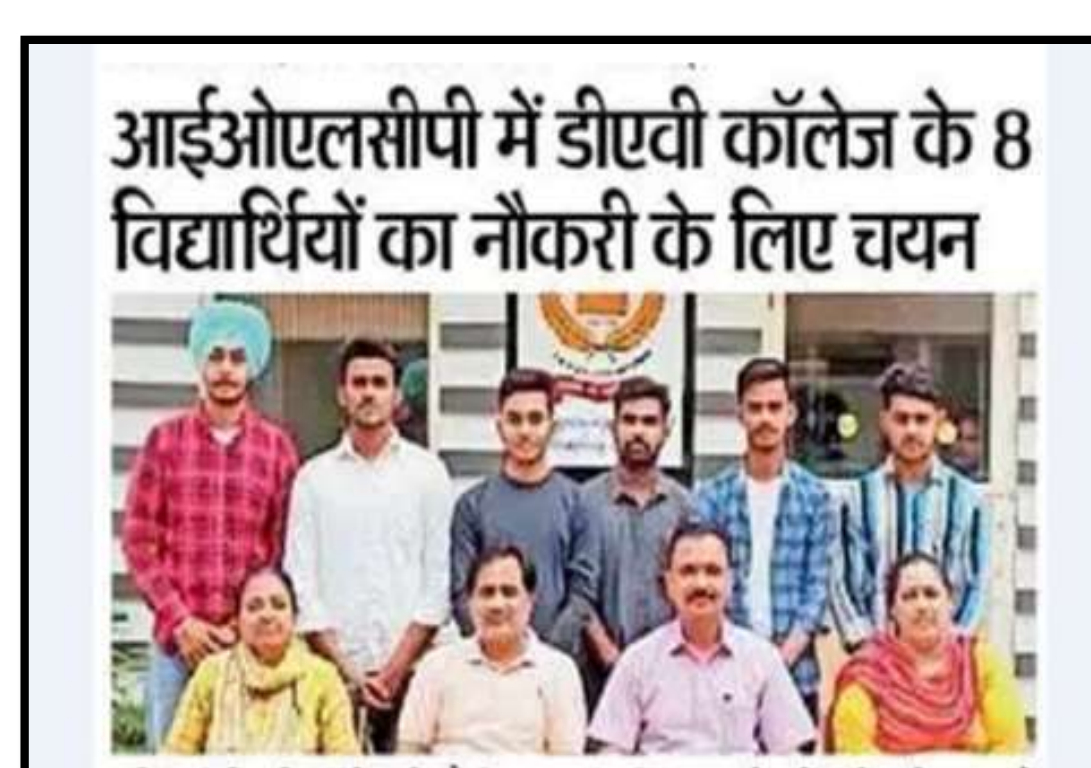 आईओएलसीपी में डीएवी कॉलेज के 8
विद्यार्थियों का नौकरी के लिए चयन